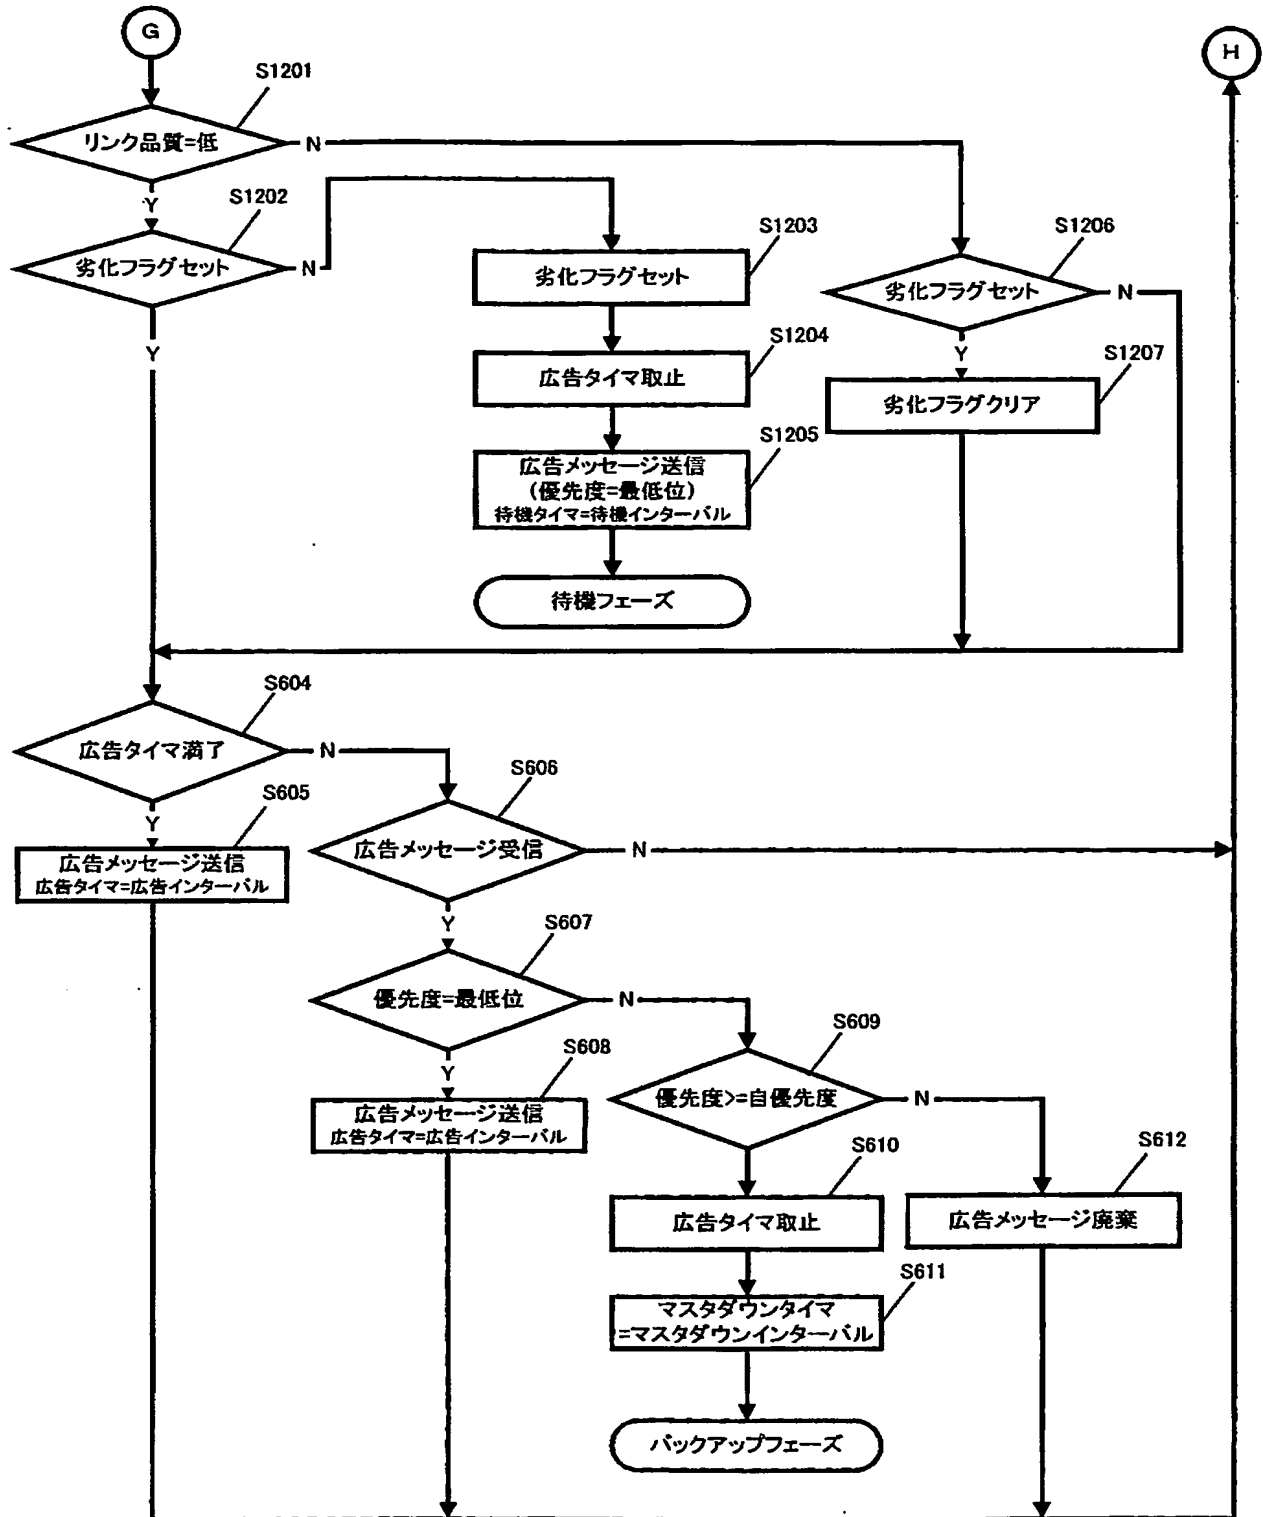 G
H
S1201
リンク品質=低
N
Y
S1202
劣化フラグセット
N
Y
S1203
劣化フラグセット
S1204
広告タイマ取止
S1205
広告メッセージ送信
(優先度=最低位)
待機タイマ=待機インターバル
待機フェーズ
S1206
劣化フラグセット
N
Y
S1207
劣化フラグクリア
S604
広告タイマ満了
N
Y
S605
広告メッセージ送信
広告タイマ=広告インターバル
S606
広告メッセージ受信
N
Y
S607
優先度=最低位
N
Y
S608
広告メッセージ送信
広告タイマ=広告インターバル
S609
優先度>=自優先度
N
S610
広告タイマ取止
S611
マスタダウンタイマ
=マスタダウンインターバル
バックアップフェーズ
S612
広告メッセージ廃棄